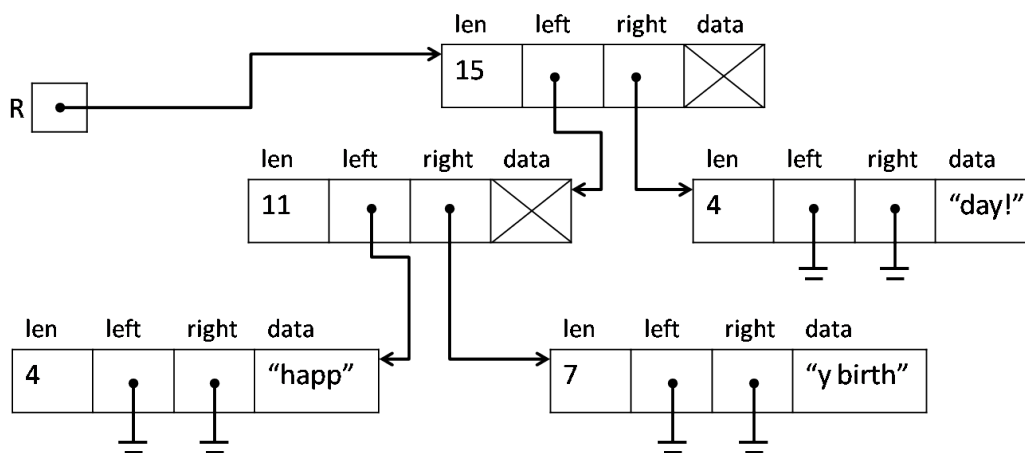 len left right data
15
R
len left right data
11
len left right data
4 “day!”
len left right data
4 “happ”
len left right data
7 “y birth”